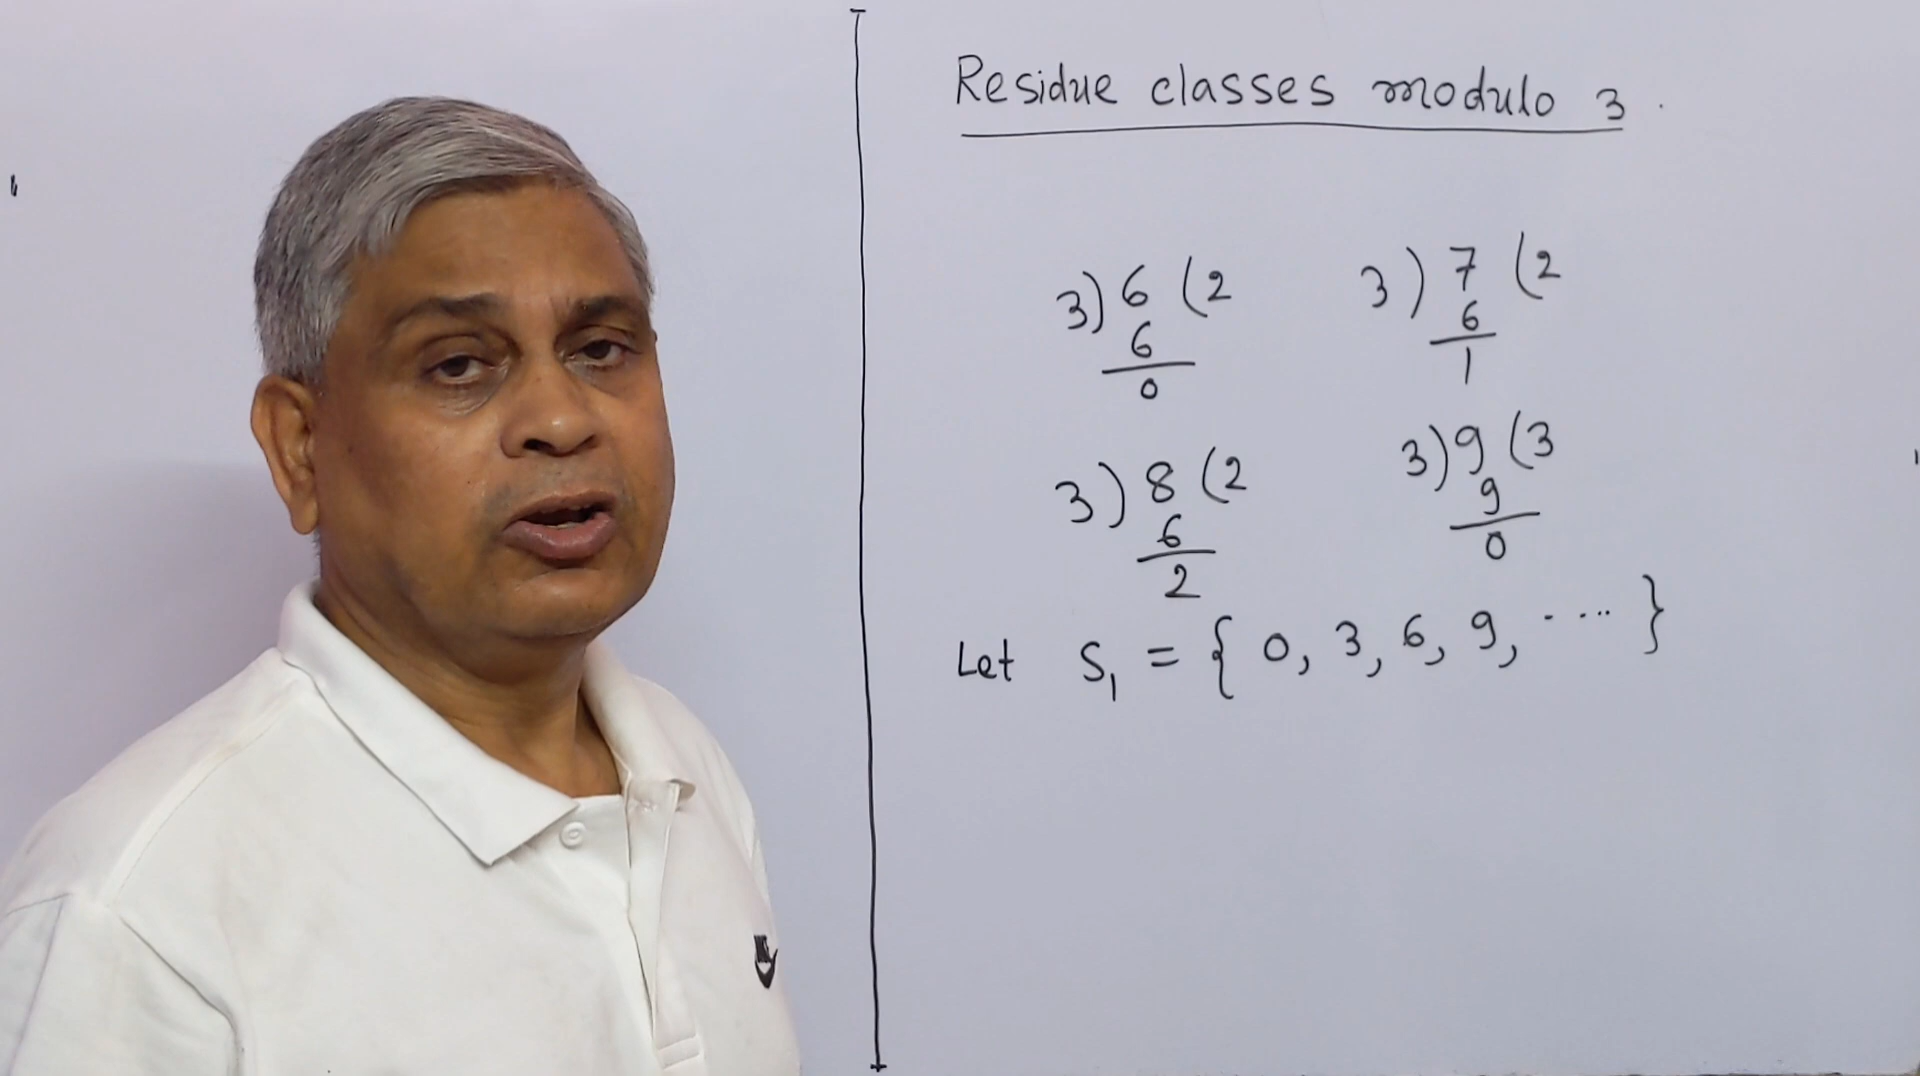 Residue classes modulo 3.
3) 6 (2    3) 7 (2
6    6
0    1
3) 8 (2    3) 9 (3
6    9
2    0
Let S₁ = { 0, 3, 6, 9, ..... }
NIKE